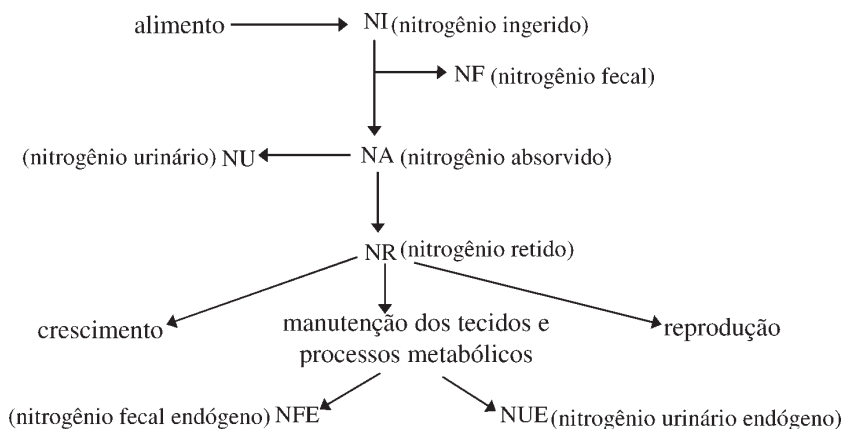 alimento NI (nitrogênio ingerido)
NF (nitrogênio fecal)
(nitrogênio urinário) NU NA (nitrogênio absorvido)
NR (nitrogênio retido)
crescimento manutenção dos tecidos e reprodução
processos metabólicos
(nitrogênio fecal endógeno) NFE NUE (nitrogênio urinário endógeno)